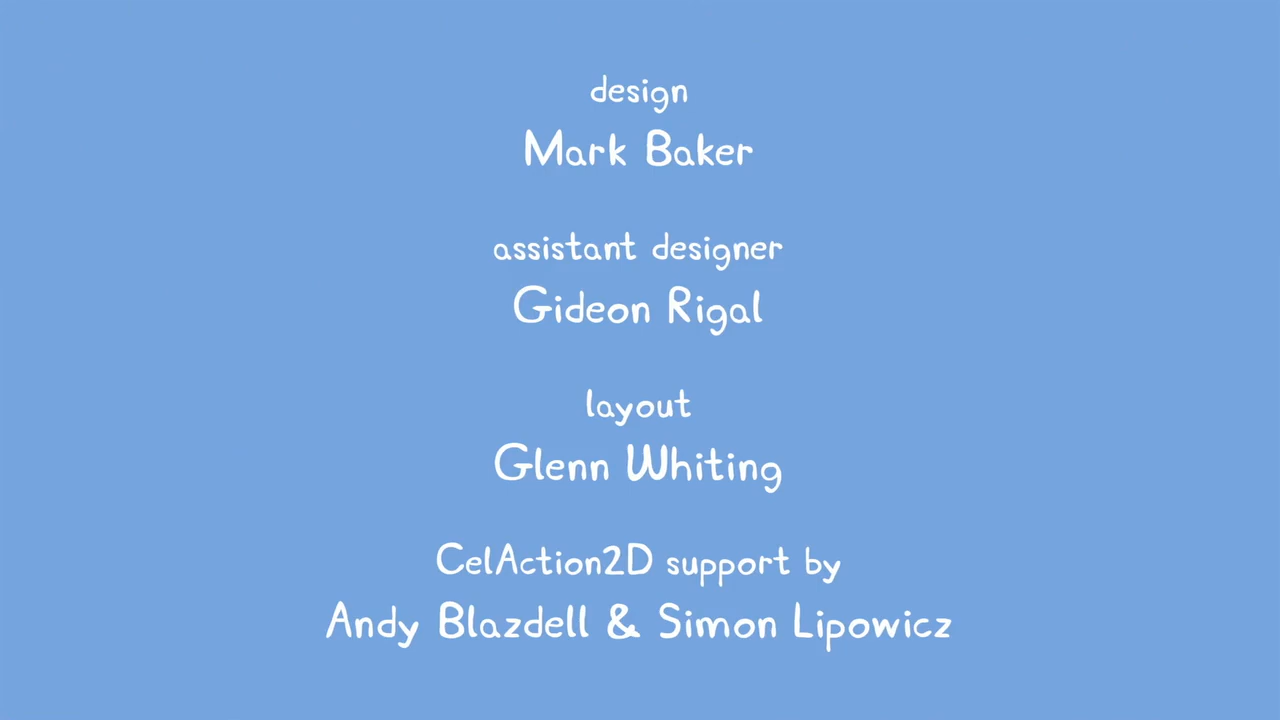 design
Mark Baker
assistant designer
Gideon Rigal
layout
Glenn Whiting
CelAction2D support by
Andy Blazdell & Simon Lipowicz